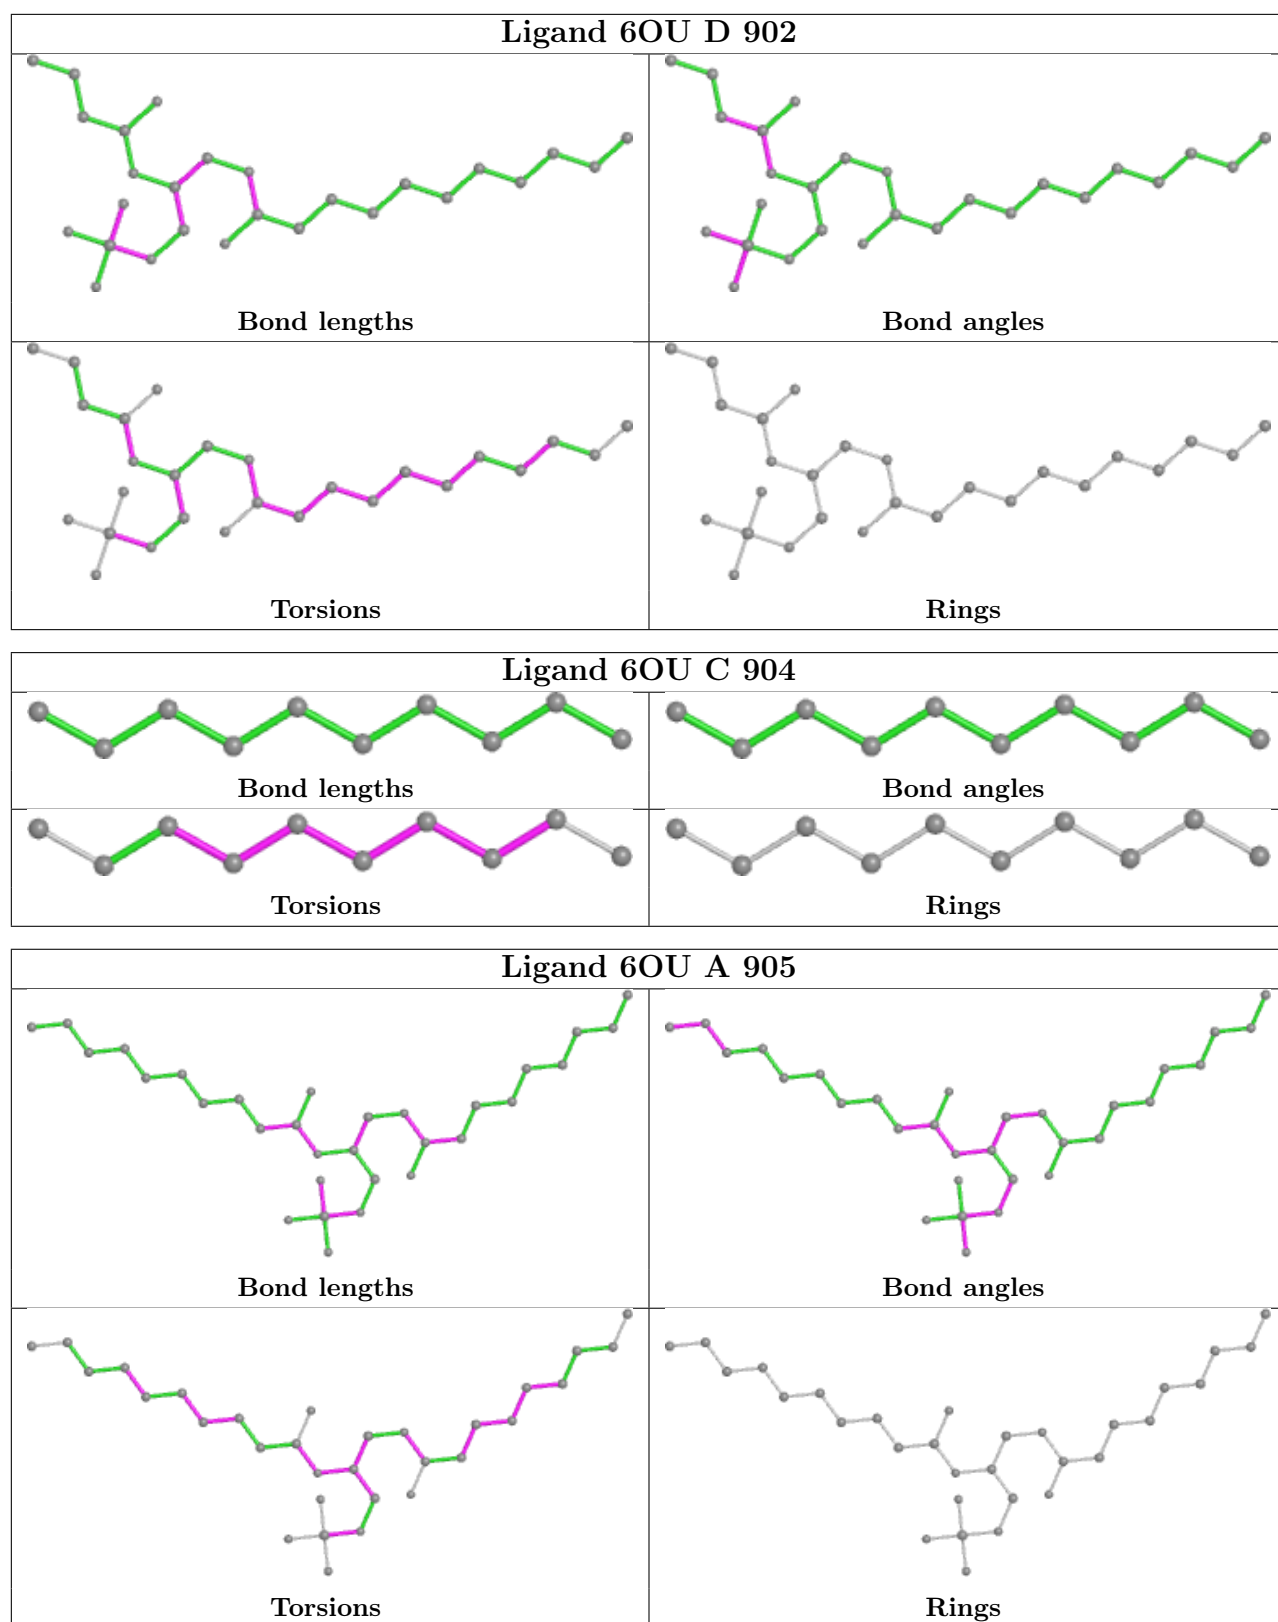 Ligand 6OU D 902
Bond lengths
Bond angles
Torsions
Rings
Ligand 6OU C 904
Bond lengths
Bond angles
Torsions
Rings
Ligand 6OU A 905
Bond lengths
Bond angles
Torsions
Rings